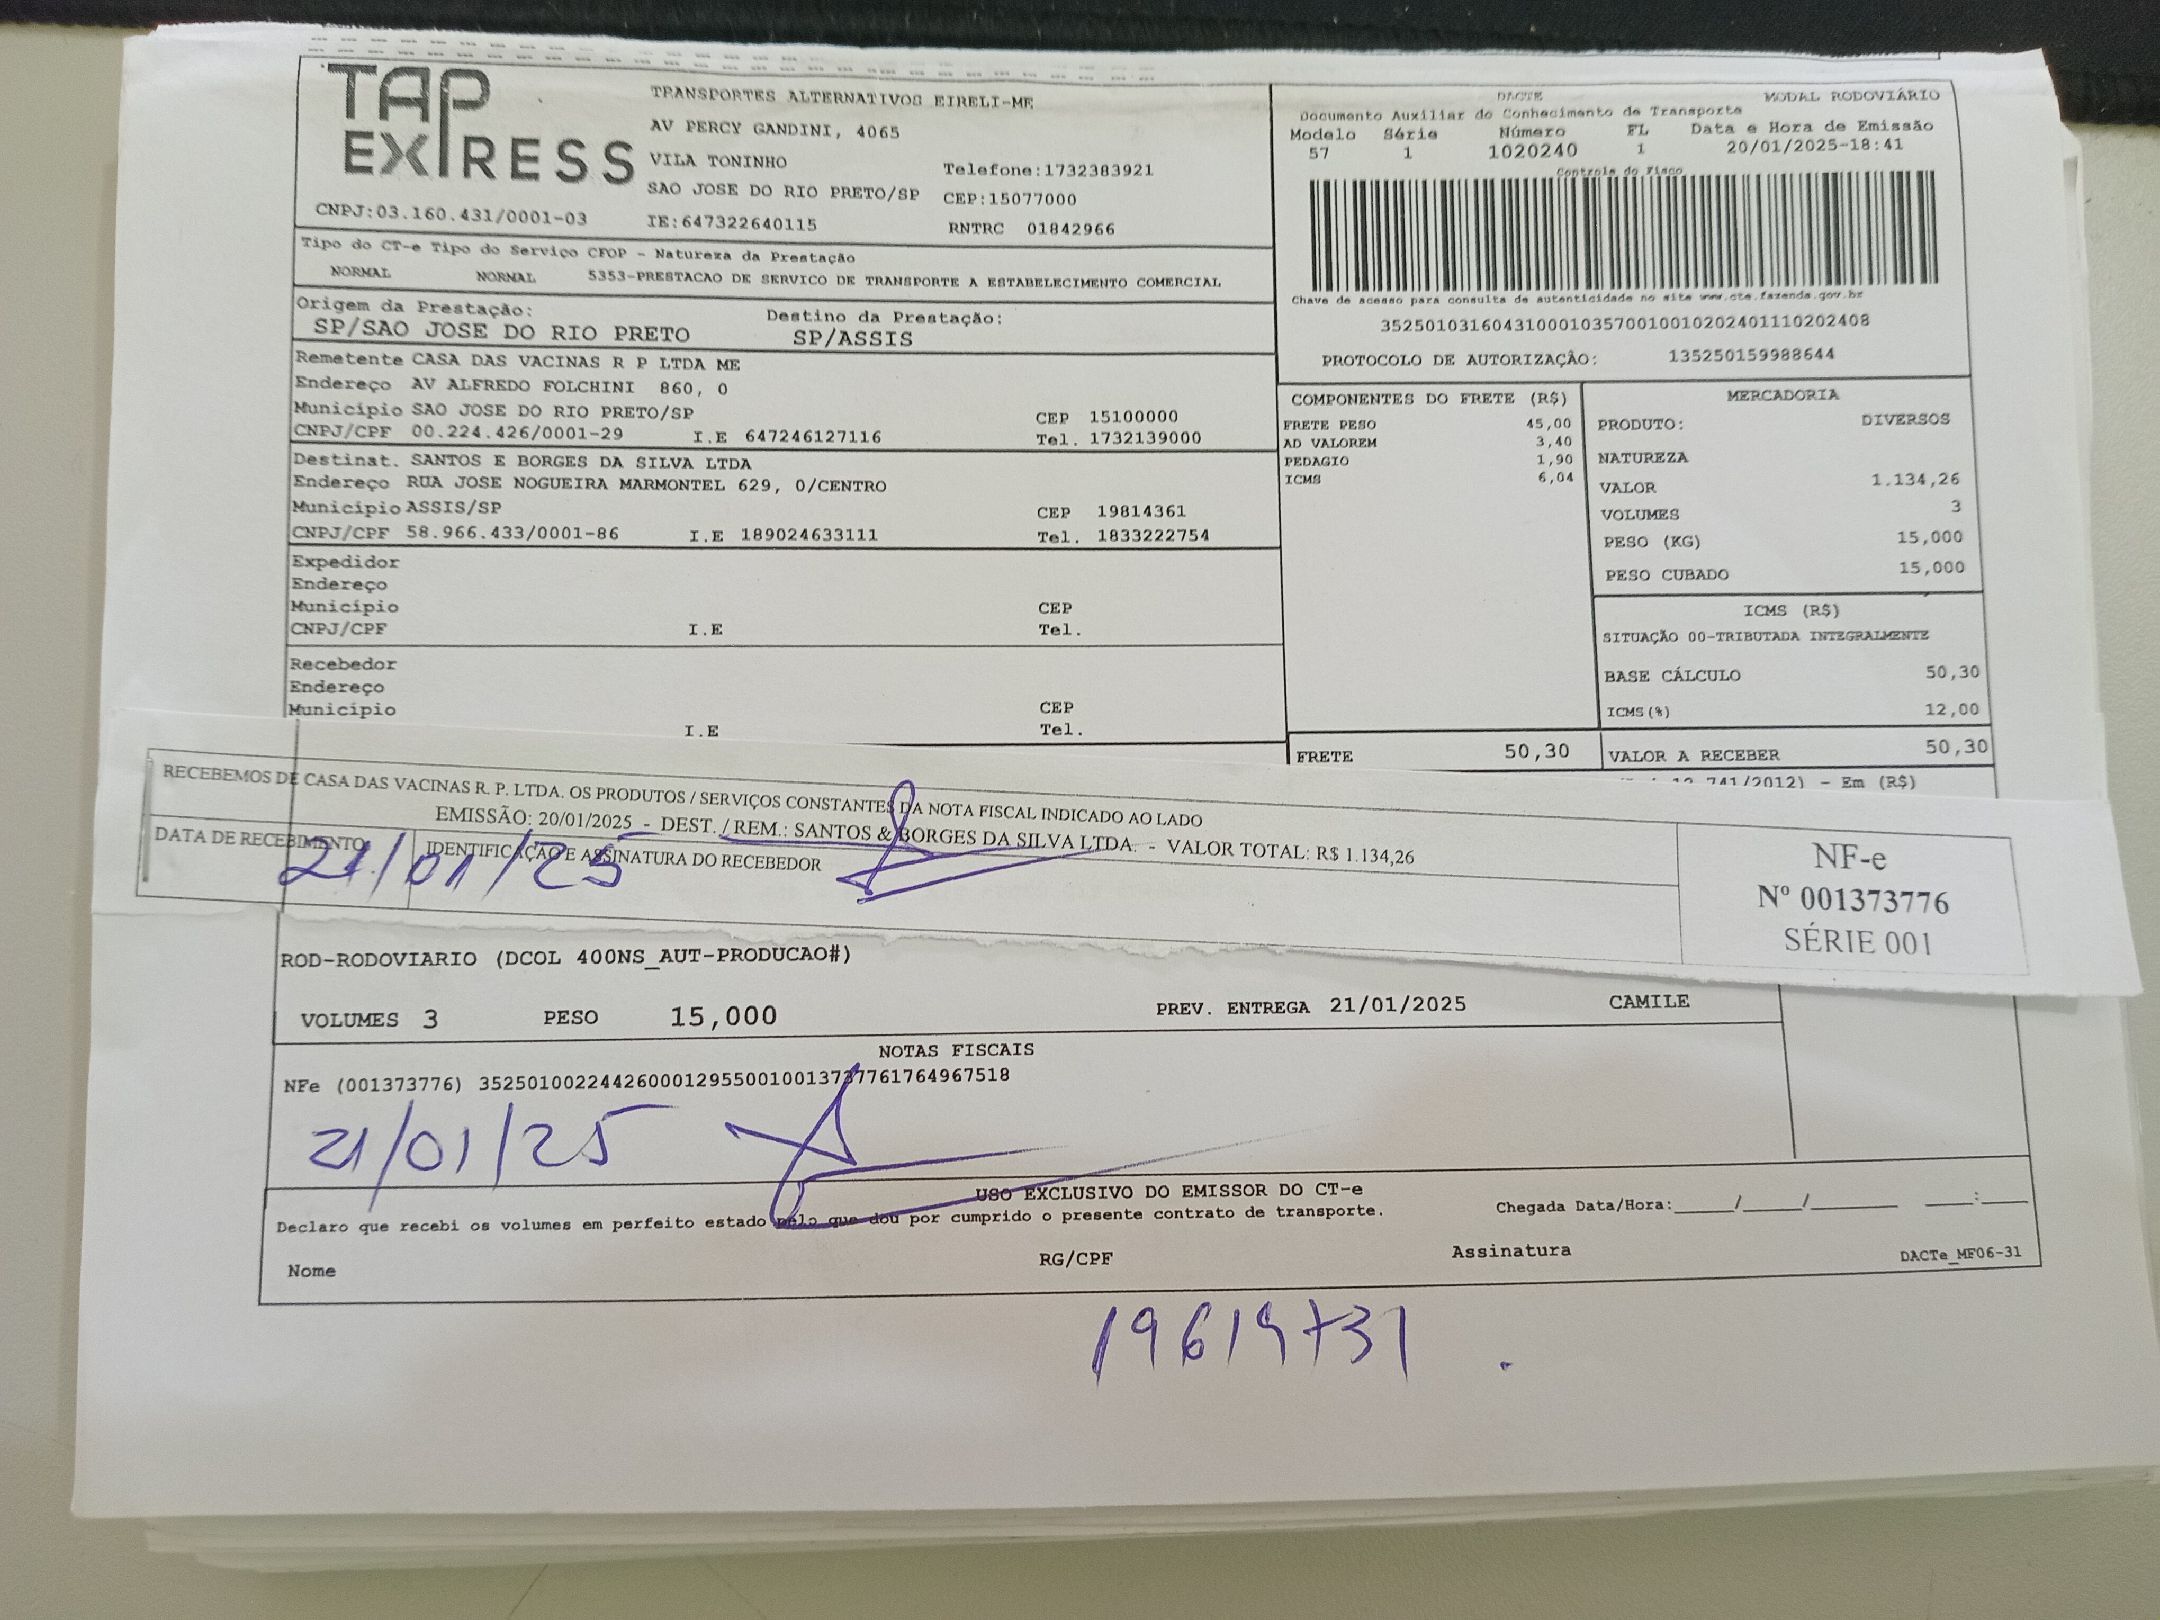 TAP EXPRESS
TRANSPORTES ALTERNATIVOS EIRELI-ME
AV PERCY GANDINI, 4065
VILA TONINHO
Telefone:1732383921
SAO JOSE DO RIO PRETO/SP CEP:15077000
CNPJ:03.160.431/0001-03 IE:647322640115 RNTRC 01842966
DACTE MODAL RODOVIÁRIO
Documento Auxiliar do Conhecimento de Transporte
Modelo Série Número FL Data e Hora de Emissão
57 1 1020240 1 20/01/2025-18:41
Controle do Fisco
Chave de acesso para consulta de autenticidade no site www.cte.fazenda.gov.br
35250103160431000103570010010202401110202408
PROTOCOLO DE AUTORIZAÇÃO: 135250159988644
Tipo do CT-e Tipo do Serviço CFOP - Natureza da Prestação
NORMAL NORMAL 5353-PRESTACAO DE SERVICO DE TRANSPORTE A ESTABELECIMENTO COMERCIAL
Origem da Prestação: Destino da Prestação:
SP/SAO JOSE DO RIO PRETO SP/ASSIS
Remetente CASA DAS VACINAS R P LTDA ME
Endereço AV ALFREDO FOLCHINI 860, 0
Município SAO JOSE DO RIO PRETO/SP CEP 15100000
CNPJ/CPF 00.224.426/0001-29 I.E 647246127116 Tel. 1732139000
Destinat. SANTOS E BORGES DA SILVA LTDA
Endereço RUA JOSE NOGUEIRA MARMONTEL 629, 0/CENTRO
Município ASSIS/SP CEP 19814361
CNPJ/CPF 58.966.433/0001-86 I.E 189024633111 Tel. 1833222754
Expedidor
Endereço
Município CEP
CNPJ/CPF I.E Tel.
Recebedor
Endereço
Município CEP
I.E Tel.
COMPONENTES DO FRETE (R$)
FRETE PESO 45,00
AD VALOREM 3,40
PEDAGIO 1,90
ICMS 6,04
FRETE 50,30
MERCADORIA
PRODUTO: DIVERSOS
NATUREZA
VALOR 1.134,26
VOLUMES 3
PESO (KG) 15,000
PESO CUBADO 15,000
ICMS (R$)
SITUAÇÃO 00-TRIBUTADA INTEGRALMENTE
BASE CÁLCULO 50,30
ICMS(%) 12,00
VALOR A RECEBER 50,30
12.741/2012) - Em (R$)
RECEBEMOS DE CASA DAS VACINAS R. P. LTDA. OS PRODUTOS / SERVIÇOS CONSTANTES DA NOTA FISCAL INDICADO AO LADO
EMISSÃO: 20/01/2025 - DEST. / REM.: SANTOS & BORGES DA SILVA LTDA. - VALOR TOTAL: R$ 1.134,26
DATA DE RECEBIMENTO IDENTIFICAÇÃO E ASSINATURA DO RECEBEDOR
21/01/25
NF-e
Nº 001373776
SÉRIE 001
ROD-RODOVIARIO (DCOL 400NS_AUT-PRODUCAO#)
VOLUMES 3 PESO 15,000 PREV. ENTREGA 21/01/2025 CAMILE
NOTAS FISCAIS
NFe (001373776) 35250100224426000129550010013737761764967518
21/01/25
USO EXCLUSIVO DO EMISSOR DO CT-e
Declaro que recebi os volumes em perfeito estado pelo que dou por cumprido o presente contrato de transporte. Chegada Data/Hora:____/____/______ ____:____
Nome RG/CPF Assinatura DACTe_MF06-31
19619731